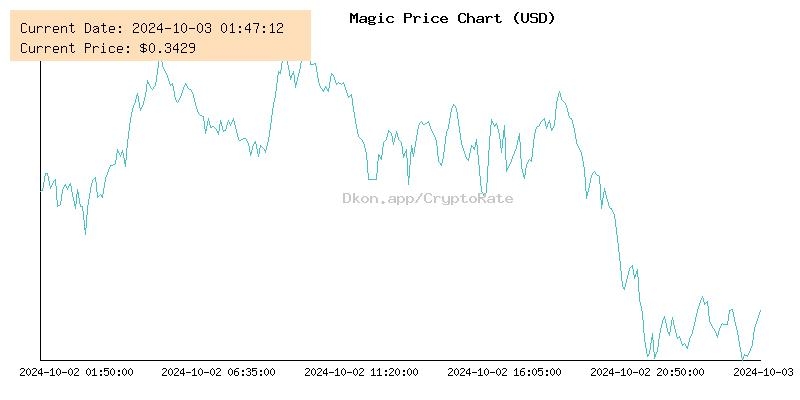 Magic Price Chart (USD)
Current Date: 2024-10-03 01:47:12
Current Price: $0.3429
Dkon.app/CryptoRate
2024-10-02 01:50:00 2024-10-02 06:35:00 2024-10-02 11:20:00 2024-10-02 16:05:00 2024-10-02 20:50:00 2024-10-03